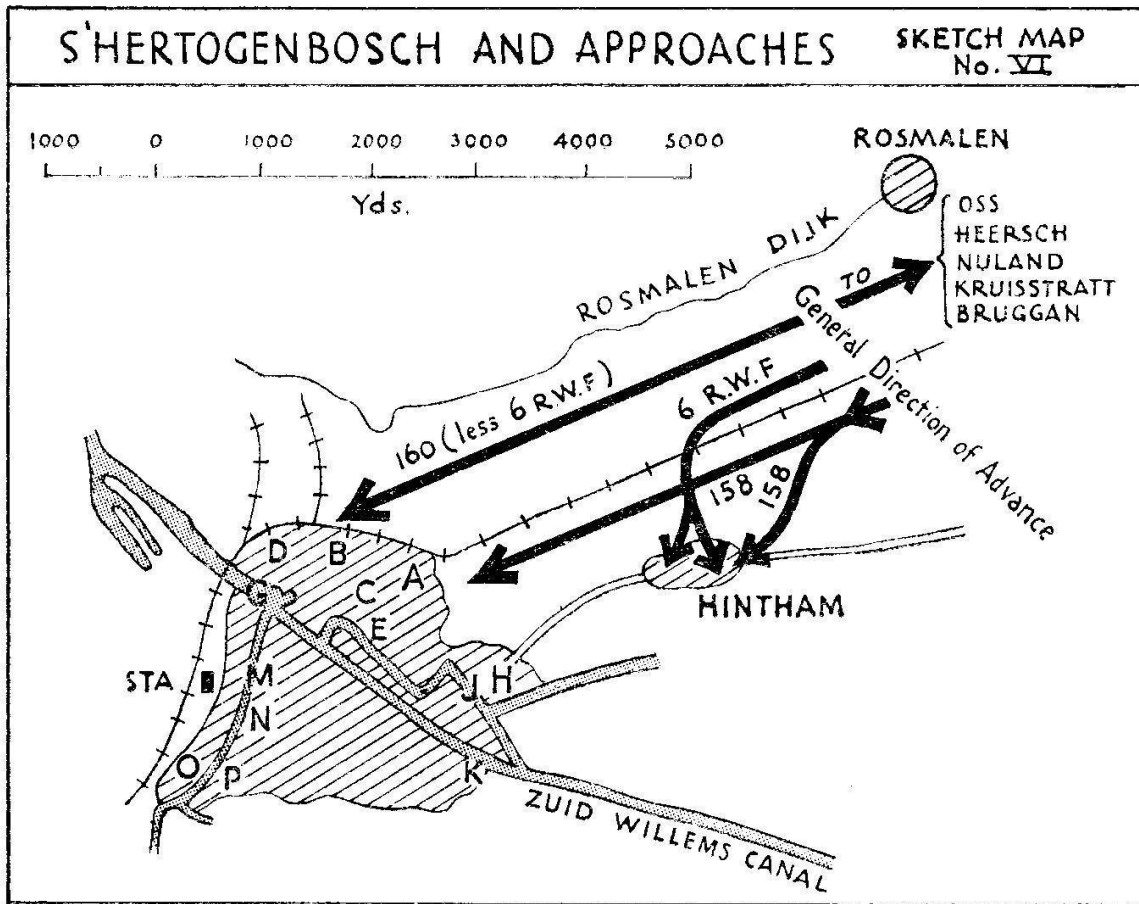 S'HERTOGENBOSCH AND APPROACHES
SKETCH MAP
No. VI
1000 0 1000 2000 3000 4000 5000
Yds.
ROSMALEN
OSS
HEERSCH
NULAND
KRUISSTRATT
BRUGGAN
ROSMALEN DIJK
TO
General Direction of Advance
160 (less 6 R.W.F)
6 R.W.F
158
158
HINTHAM
D
B
A
C
G
E
STA
M
H
J
N
O
P
K
ZUID WILLEMS CANAL